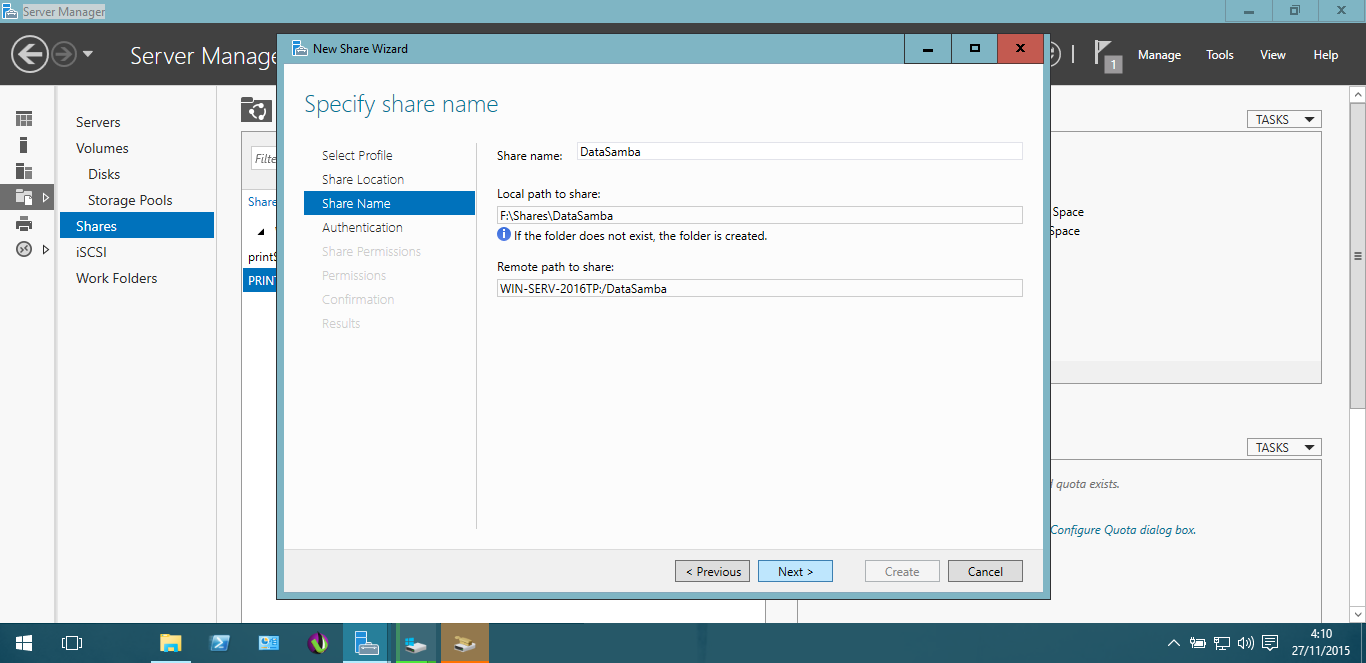 Server Manager
Server Manage
1
Manage
Tools
View
Help
Servers
Volumes
Disks
Storage Pools
Shares
iSCSI
Work Folders
Filte
Share
printS
PRINT
New Share Wizard
Specify share name
Select Profile
Share Location
Share Name
Authentication
Share Permissions
Permissions
Confirmation
Results
Share name:
DataSamba
Local path to share:
F:\Shares\DataSamba
If the folder does not exist, the folder is created.
Remote path to share:
WIN-SERV-2016TP:/DataSamba
< Previous
Next >
Create
Cancel
TASKS
Space
Space
TASKS
quota exists.
Configure Quota dialog box.
4:10
27/11/2015